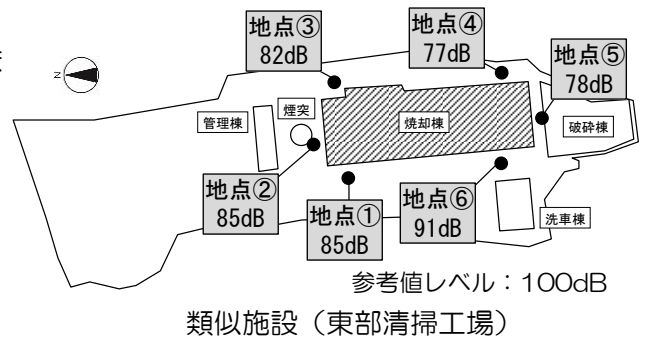 地点③
82dB
地点④
77dB
地点⑤
78dB
N
管理棟
煙突
焼却棟
破砕棟
地点②
85dB
地点①
85dB
地点⑥
91dB
洗車棟
参考値レベル：100dB
類似施設（東部清掃工場）